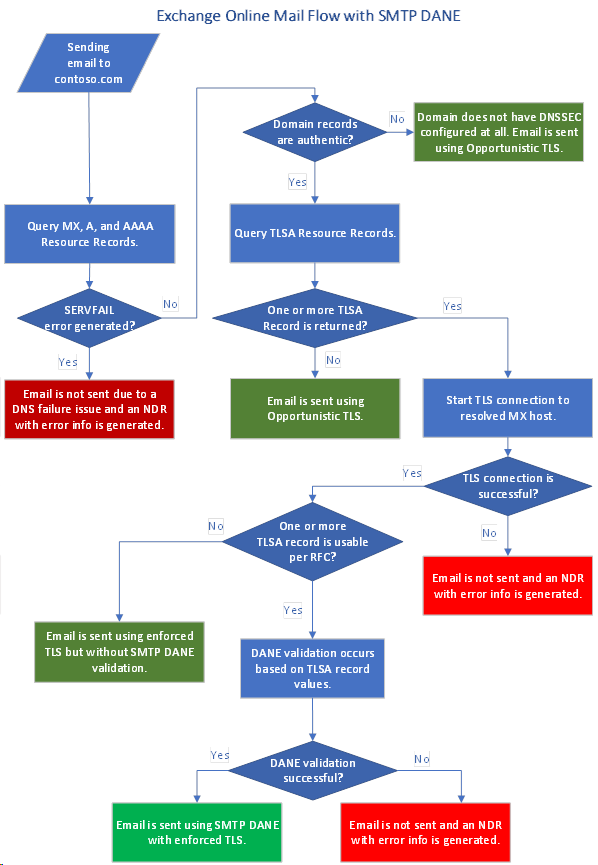 Exchange Online Mail Flow with SMTP DANE
Sending
email to
contoso.com
Query MX, A, and AAAA
Resource Records.
SERVFAIL
error generated?
No
Yes
Email is not sent due to a
DNS failure issue and an NDR
with error info is generated.
Domain records
are authentic?
No
Domain does not have DNSSEC
configured at all. Email is sent
using Opportunistic TLS.
Yes
Query TLSA Resource Records.
One or more TLSA
Record is returned?
Yes
No
Email is sent using
Opportunistic TLS.
Start TLS connection to
resolved MX host.
TLS connection is
successful?
Yes
No
Email is not sent and an NDR
with error info is generated.
One or more
TLSA record is usable
per RFC?
No
Yes
Email is sent using enforced
TLS but without SMTP DANE
validation.
DANE validation occurs
based on TLSA record
values.
DANE validation
successful?
Yes
No
Email is sent using SMTP DANE
with enforced TLS.
Email is not sent and an NDR
with error info is generated.